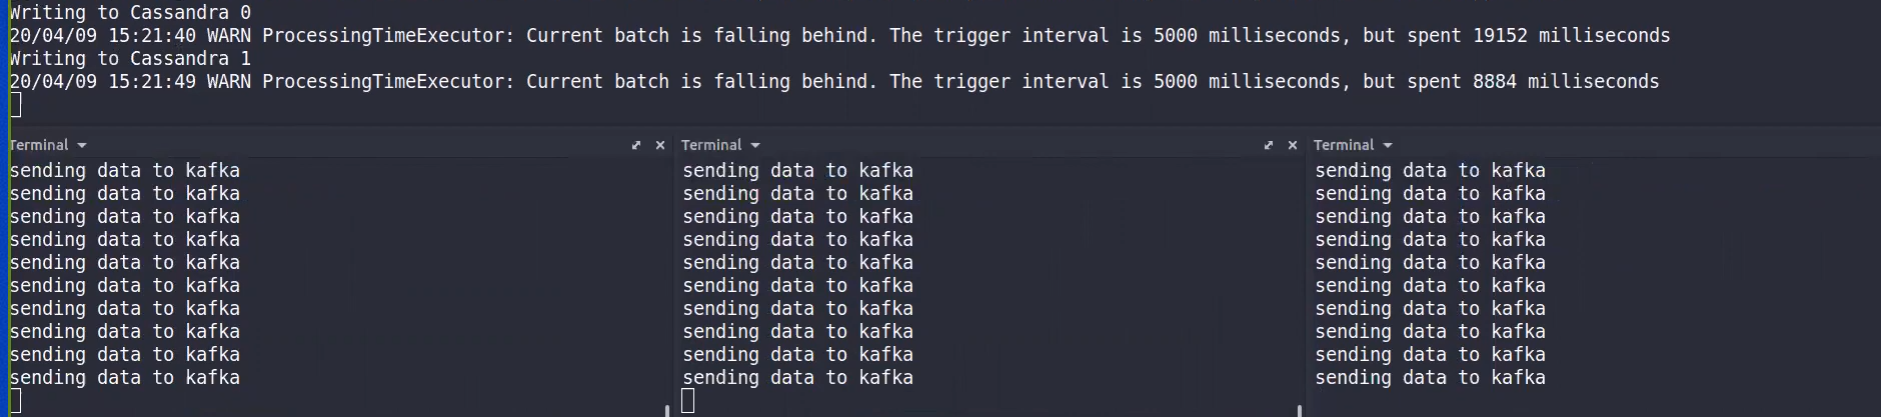 Writing to Cassandra 0
20/04/09 15:21:40 WARN ProcessingTimeExecutor: Current batch is falling behind. The trigger interval is 5000 milliseconds, but spent 19152 milliseconds
Writing to Cassandra 1
20/04/09 15:21:49 WARN ProcessingTimeExecutor: Current batch is falling behind. The trigger interval is 5000 milliseconds, but spent 8884 milliseconds
Terminal
sending data to kafka
sending data to kafka
sending data to kafka
sending data to kafka
sending data to kafka
sending data to kafka
sending data to kafka
sending data to kafka
sending data to kafka
sending data to kafka
Terminal
sending data to kafka
sending data to kafka
sending data to kafka
sending data to kafka
sending data to kafka
sending data to kafka
sending data to kafka
sending data to kafka
sending data to kafka
sending data to kafka
Terminal
sending data to kafka
sending data to kafka
sending data to kafka
sending data to kafka
sending data to kafka
sending data to kafka
sending data to kafka
sending data to kafka
sending data to kafka
sending data to kafka